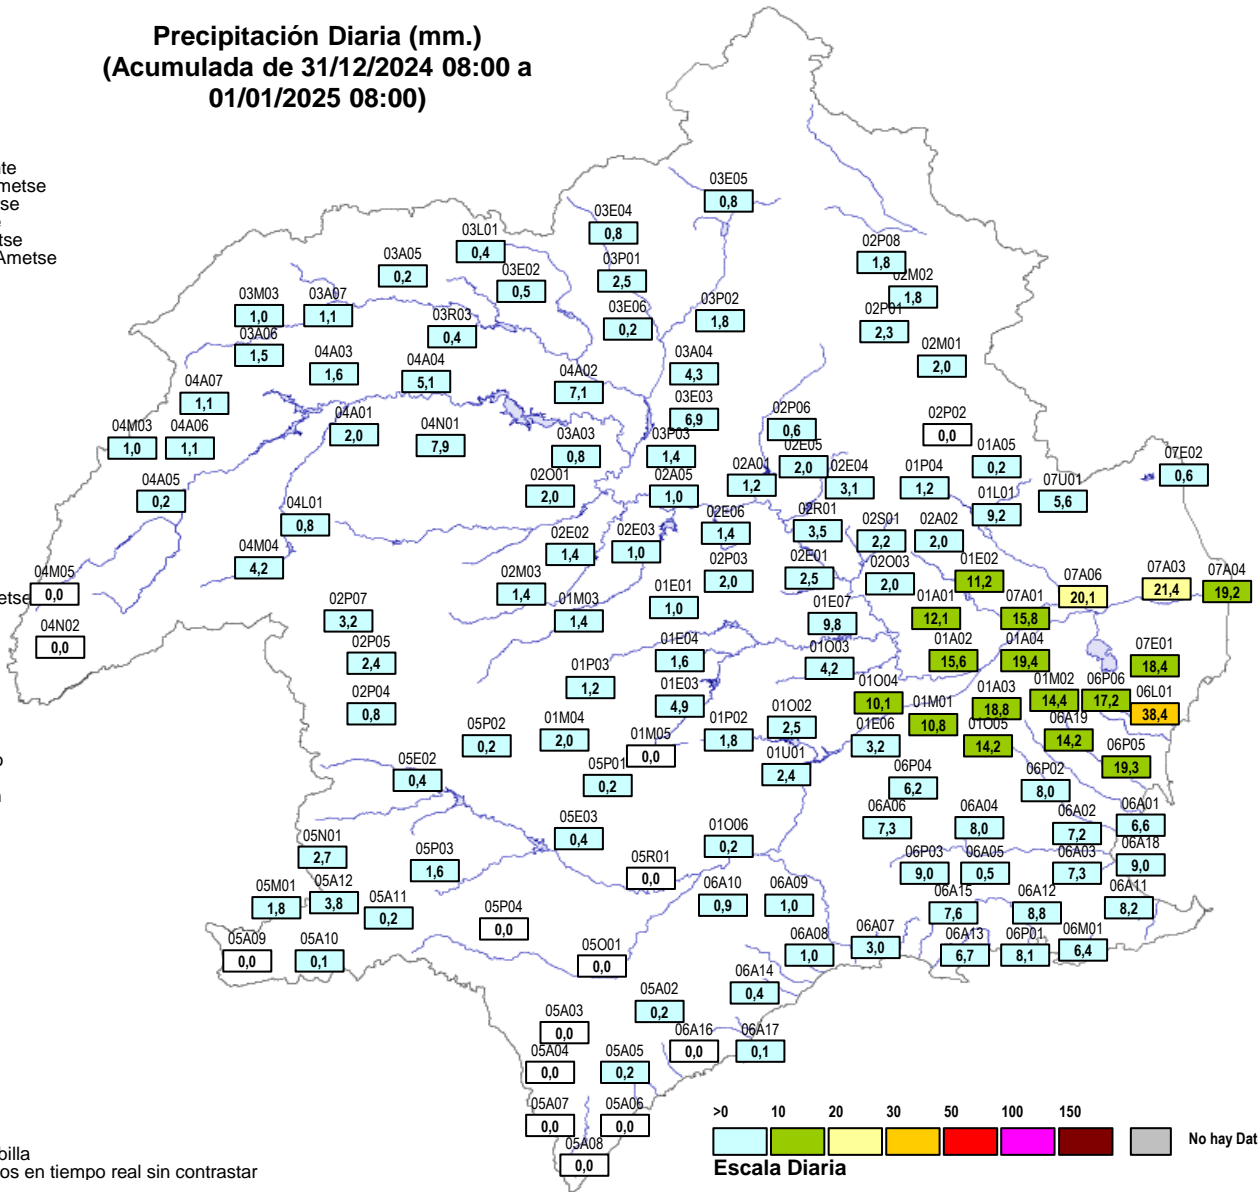 Precipitación Diaria (mm.)
(Acumulada de 31/12/2024 08:00 a
01/01/2025 08:00)
nte
metse
tse
e
tse
Ametse
03E05
0,8
03E04
0,8
03L01
0,4
02P08
1,8
03A05
0,2
03P01
2,5
03E02
0,5
02M02
1,8
03M03
1,0
03A07
1,1
03P02
1,8
03E06
0,2
02P01
2,3
03R03
0,4
03A06
1,5
04A03
1,6
04A04
5,1
03A04
4,3
02M01
2,0
04A02
7,1
04A07
1,1
03E03
6,9
04A01
2,0
02P06
0,6
02P02
0,0
04M03
1,0
04A06
1,1
04N01
7,9
03A03
0,8
03P03
1,4
02E05
2,0
01A05
0,2
07E02
0,6
04A05
0,2
02O01
2,0
02A05
1,0
02A01
1,2
02E04
3,1
01P04
1,2
07U01
5,6
01L01
9,2
04L01
0,8
02E06
1,4
02R01
3,5
02S01
2,2
02A02
2,0
02E02
1,4
02E03
1,0
04M04
4,2
01E02
11,2
04M05
0,0
02M03
1,4
02P03
2,0
02E01
2,5
02O03
2,0
07A06
20,1
07A03
21,4
07A04
19,2
etse
02P07
3,2
01M03
1,4
01E01
1,0
01E07
9,8
01A01
12,1
07A01
15,8
04N02
0,0
02P05
2,4
01E04
1,6
01O03
4,2
01A02
15,6
01A04
19,4
07E01
18,4
01P03
1,2
02P04
0,8
01E03
4,9
01O04
10,1
01A03
18,8
01M02
14,4
06P06
17,2
06L01
38,4
05P02
0,2
01M04
2,0
01M05
0,0
01P02
1,8
01O02
2,5
01E06
3,2
01M01
10,8
01O05
14,2
06A19
14,2
06P05
19,3
05E02
0,4
05P01
0,2
01U01
2,4
06P04
6,2
06P02
8,0
o
n
05E03
0,4
01O06
0,2
06A06
7,3
06A04
8,0
06A02
7,2
06A01
6,6
05N01
2,7
05P03
1,6
05R01
0,0
06P03
9,0
06A05
0,5
06A03
7,3
06A18
9,0
05M01
1,8
05A12
3,8
05A11
0,2
06A10
0,9
06A09
1,0
06A15
7,6
06A12
8,8
06A11
8,2
05P04
0,0
05A09
0,0
05A10
0,1
05O01
0,0
06A08
1,0
06A07
3,0
06A13
6,7
06P01
8,1
06M01
6,4
06A14
0,4
05A02
0,2
05A03
0,0
06A16
0,0
06A17
0,1
05A04
0,0
05A05
0,2
05A07
0,0
05A06
0,0
05A08
0,0
>0 10 20 30 50 100 150
No hay Dat
Escala Diaria
billa
os en tiempo real sin contrastar